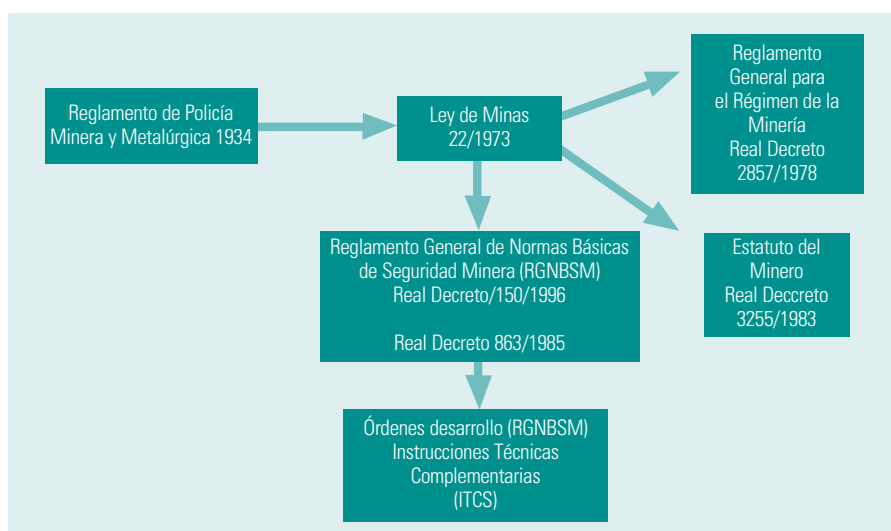 Reglamento de Policía
Minera y Metalúrgica 1934
Ley de Minas
22/1973
Reglamento
General para
el Régimen de la
Minería
Real Decreto
2857/1978
Reglamento General de Normas Básicas
de Seguridad Minera (RGNBSM)
Real Decreto/150/1996
Real Decreto 863/1985
Estatuto del
Minero
Real Deccreto
3255/1983
Órdenes desarrollo (RGNBSM)
Instrucciones Técnicas
Complementarias
(ITCS)